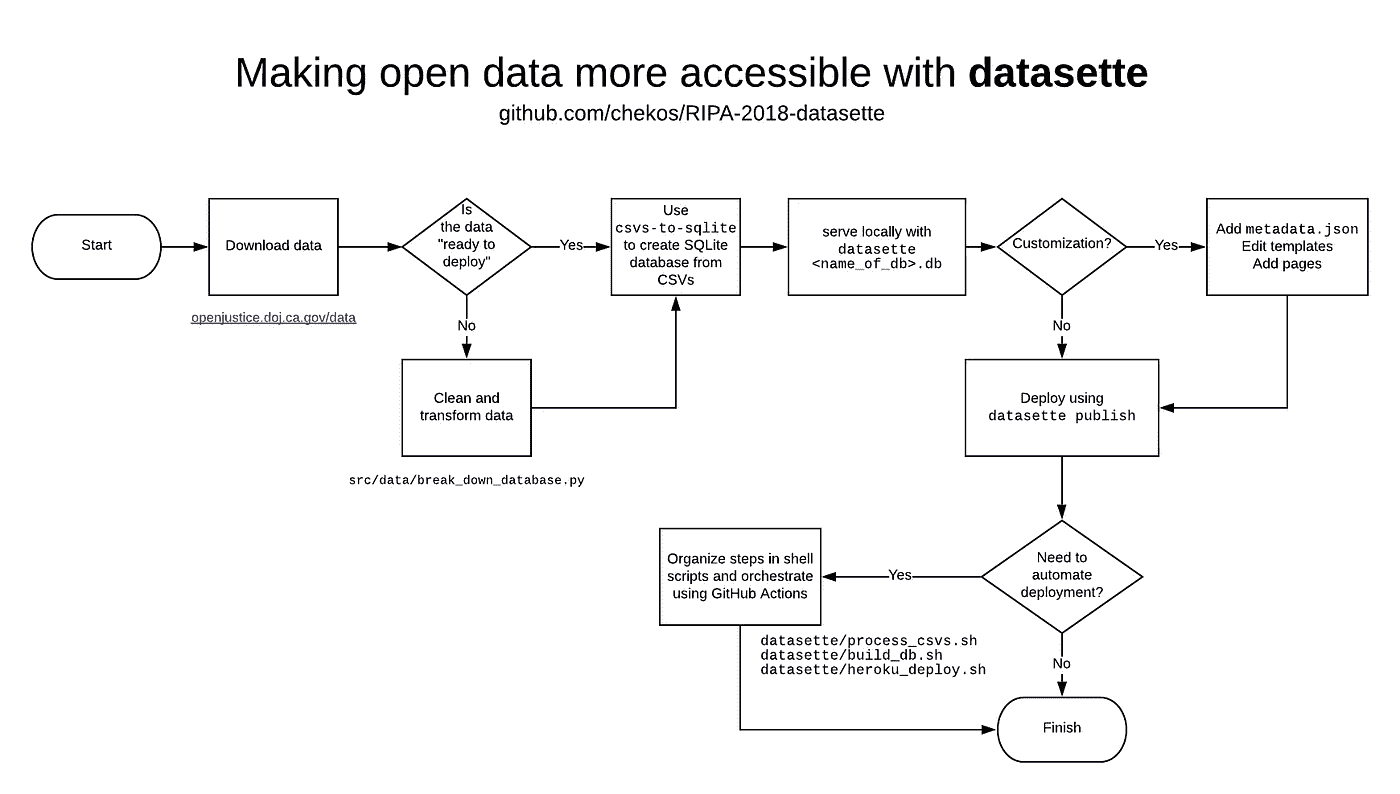 Making open data more accessible with datasette
github.com/chekos/RIPA-2018-datasette
Start
Download data
openjustice.doj.ca.gov/data
Is
the data
"ready to
deploy"
Yes
No
Clean and
transform data
src/data/break_down_database.py
Use
csvs-to-sqlite
to create SQLite
database from
CSVs
serve locally with
datasette
<name_of_db>.db
Customization?
Yes
No
Add metadata.json
Edit templates
Add pages
Deploy using
datasette publish
Need to
automate
deployment?
Yes
No
Organize steps in shell
scripts and orchestrate
using GitHub Actions
datasette/process_csvs.sh
datasette/build_db.sh
datasette/heroku_deploy.sh
Finish